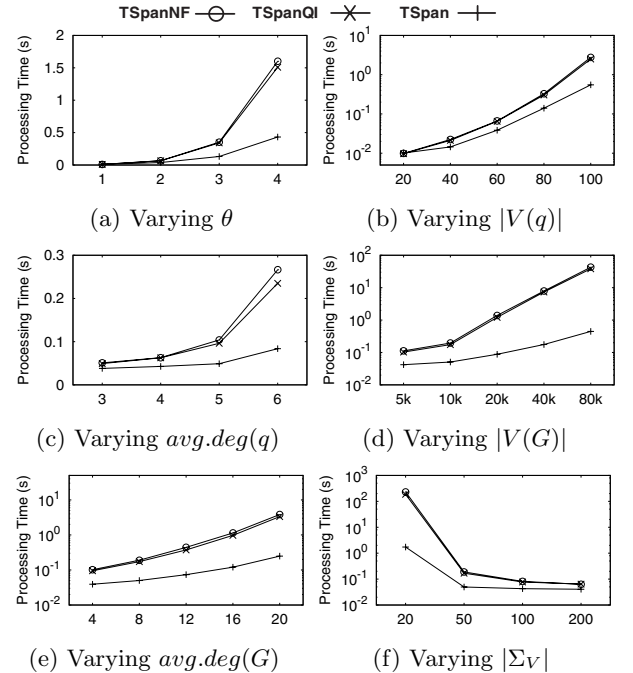 TSpanNF TSpanQI TSpan
Processing Time (s)
2
1.5
1
0.5
0
1 2 3 4
(a) Varying θ
Processing Time (s)
10^1
10^0
10^-1
10^-2
20 40 60 80 100
(b) Varying |V(q)|
Processing Time (s)
0.3
0.2
0.1
0
3 4 5 6
(c) Varying avg.deg(q)
Processing Time (s)
10^2
10^1
10^0
10^-1
10^-2
5k 10k 20k 40k 80k
(d) Varying |V(G)|
Processing Time (s)
10^1
10^0
10^-1
10^-2
4 8 12 16 20
(e) Varying avg.deg(G)
Processing Time (s)
10^3
10^2
10^1
10^0
10^-1
10^-2
20 50 100 200
(f) Varying |Σ_V|